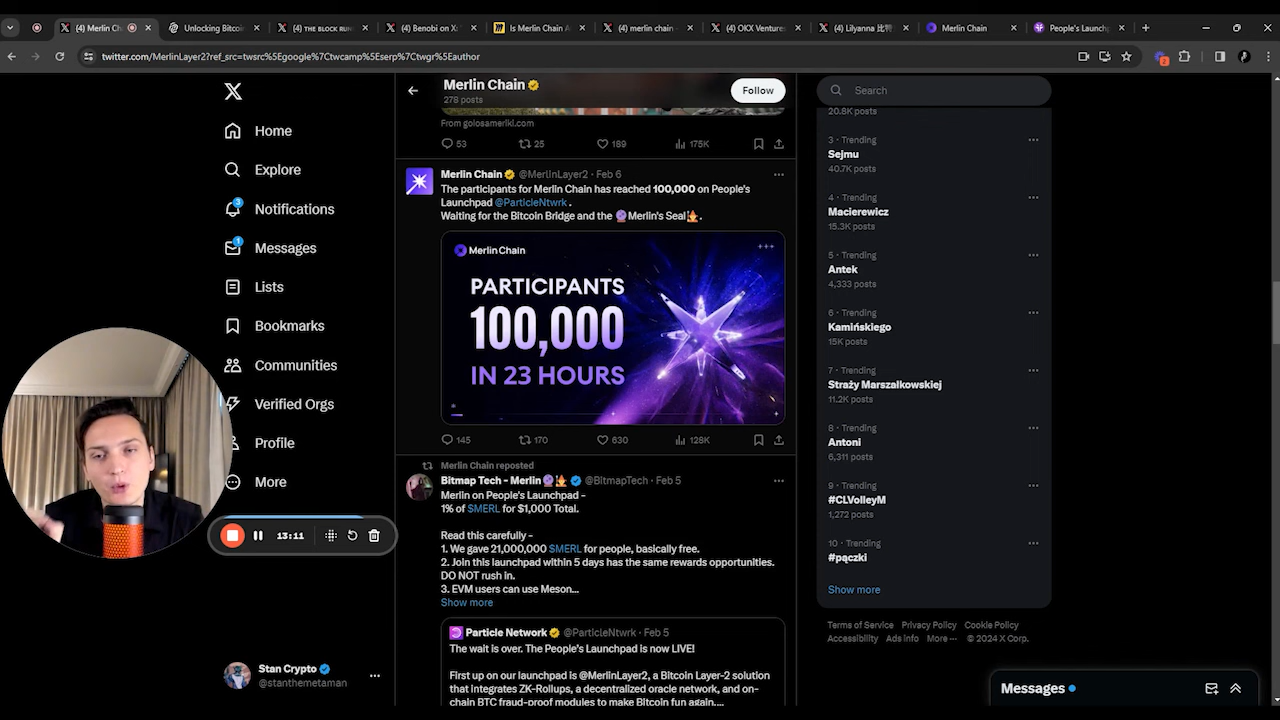 (4) Merlin Ch
Unlocking Bitcoin
(4) THE BLOCK RUN
(4) Benobi on X:
Is Merlin Chain A
(4) merlin chain -
(4) OKX Ventures
(4) Lilyanna 比特
Merlin Chain
People's Launchp
twitter.com/MerlinLayer2?ref_src=twsrc%5Egoogle%7Ctwcamp%5Eserp%7Ctwgr%5Eauthor
2
Home
Explore
3
Notifications
1
Messages
Lists
Bookmarks
Communities
Verified Orgs
Profile
More
13:11
Stan Crypto
@stanthemetaman
Merlin Chain
278 posts
Follow
From golosameriki.com
53
25
189
175K
Merlin Chain @MerlinLayer2 · Feb 6
The participants for Merlin Chain has reached 100,000 on People's
Launchpad @ParticleNtwrk .
Waiting for the Bitcoin Bridge and the 🔮Merlin's Seal🧙.
Merlin Chain
PARTICIPANTS
100,000
IN 23 HOURS
145
170
630
128K
Merlin Chain reposted
Bitmap Tech - Merlin🔮🧙 @BitmapTech · Feb 5
Merlin on People's Launchpad -
1% of $MERL for $1,000 Total.
Read this carefully -
1. We gave 21,000,000 $MERL for people, basically free.
2. Join this launchpad within 5 days has the same rewards opportunities.
DO NOT rush in.
3. EVM users can use Meson...
Show more
Particle Network @ParticleNtwrk · Feb 5
The wait is over. The People's Launchpad is now LIVE!
First up on our launchpad is @MerlinLayer2, a Bitcoin Layer-2 solution
that integrates ZK-Rollups, a decentralized oracle network, and on-
chain BTC fraud-proof modules to make Bitcoin fun again....
Search
20.8K posts
3 · Trending
Sejmu
40.7K posts
4 · Trending
Macierewicz
15.3K posts
5 · Trending
Antek
4,333 posts
6 · Trending
Kamińskiego
15K posts
7 · Trending
Straży Marszałkowskiej
11.2K posts
8 · Trending
Antoni
6,311 posts
9 · Trending
#CLVolleyM
1,272 posts
10 · Trending
#pączki
Show more
Terms of Service Privacy Policy Cookie Policy
Accessibility Ads info More ··· © 2024 X Corp.
Messages